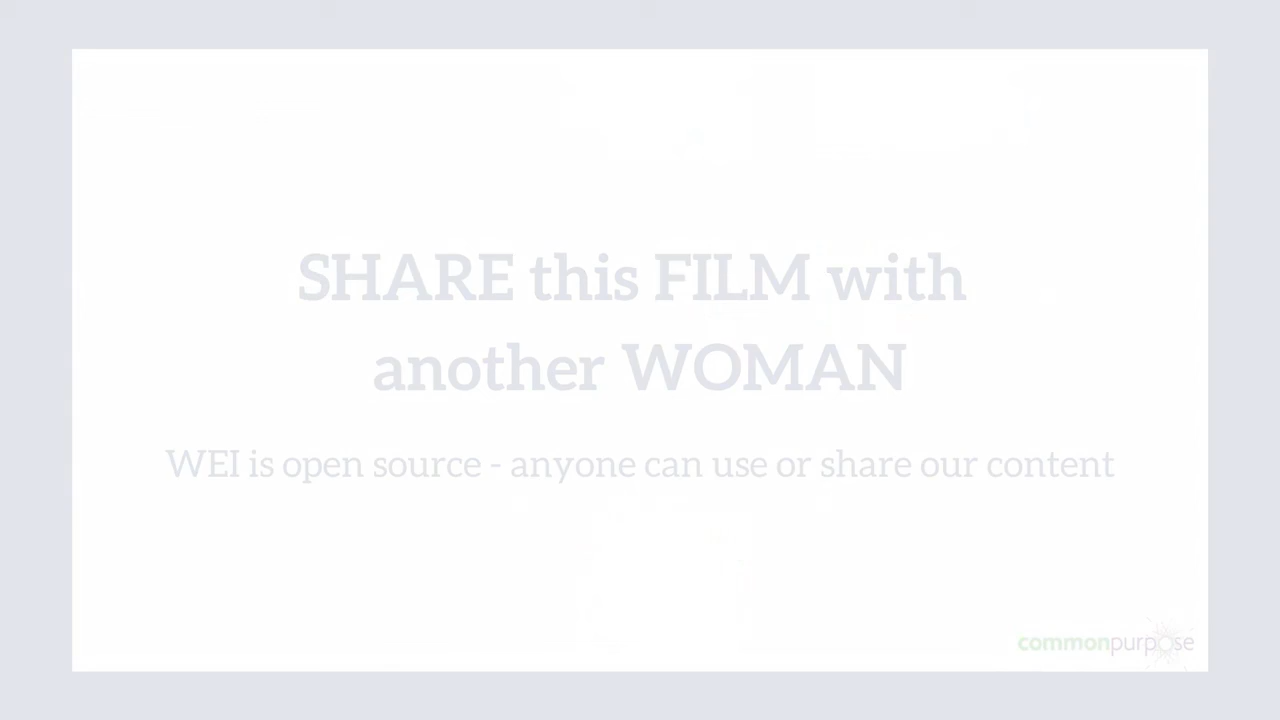 SHARE this FILM with
another WOMAN
WEI is open source - anyone can use or share our content
commonpurpose